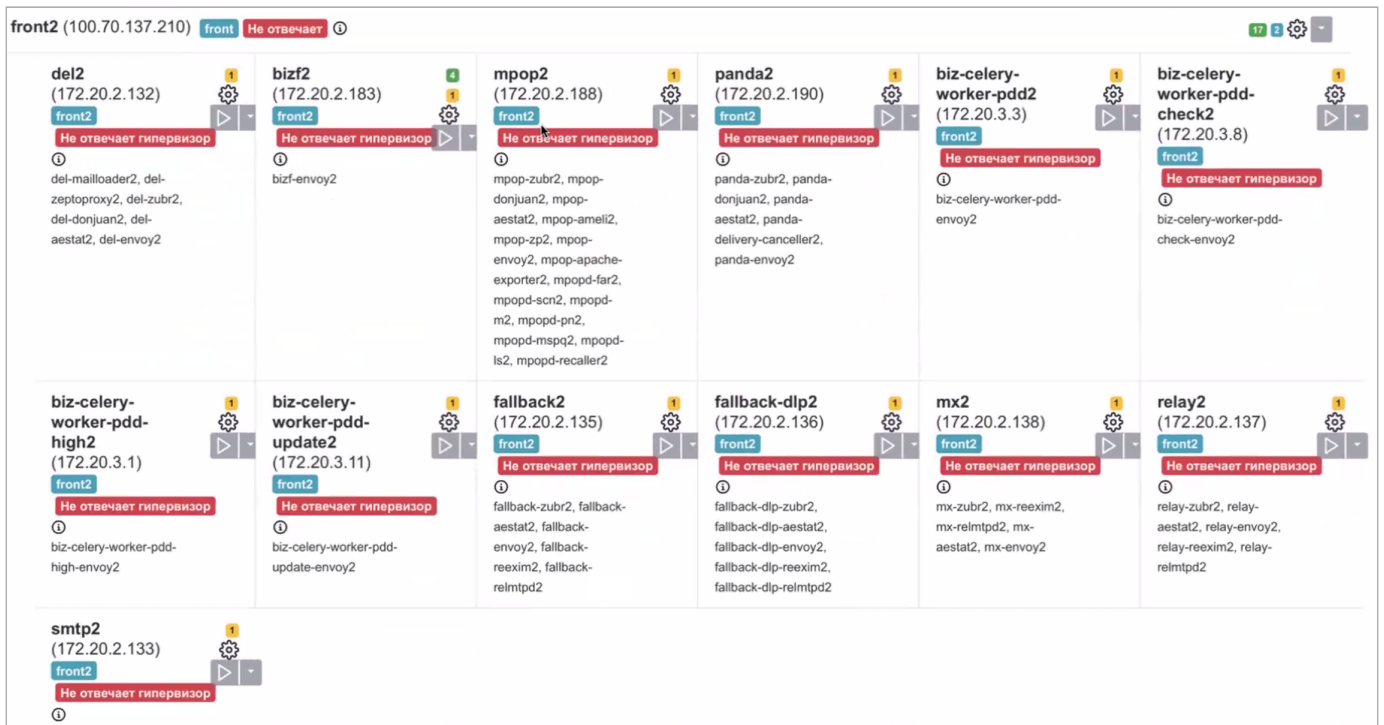 front2 (100.70.137.210) front Не отвечает
17 2
del2 1
(172.20.2.132)
front2
Не отвечает гипервизор
del-mailloader2, del-
zeptoproxy2, del-zubr2,
del-donjuan2, del-
aestat2, del-envoy2
bizf2 4
(172.20.2.183) 1
front2
Не отвечает гипервизор
bizf-envoy2
mpop2 1
(172.20.2.188)
front2
Не отвечает гипервизор
mpop-zubr2, mpop-
donjuan2, mpop-
aestat2, mpop-ameli2,
mpop-zp2, mpop-
envoy2, mpop-apache-
exporter2, mpopd-far2,
mpopd-scn2, mpopd-
m2, mpopd-pn2,
mpopd-mspq2, mpopd-
ls2, mpopd-recaller2
panda2 1
(172.20.2.190)
front2
Не отвечает гипервизор
panda-zubr2, panda-
donjuan2, panda-
aestat2, panda-
delivery-canceller2,
panda-envoy2
biz-celery- 1
worker-pdd2
(172.20.3.3)
front2
Не отвечает гипервизор
biz-celery-worker-pdd-
envoy2
biz-celery- 1
worker-pdd-
check2
(172.20.3.8)
front2
Не отвечает гипервизор
biz-celery-worker-pdd-
check-envoy2
biz-celery- 1
worker-pdd-
high2
(172.20.3.1)
front2
Не отвечает гипервизор
biz-celery-worker-pdd-
high-envoy2
biz-celery- 1
worker-pdd-
update2
(172.20.3.11)
front2
Не отвечает гипервизор
biz-celery-worker-pdd-
update-envoy2
fallback2 1
(172.20.2.135)
front2
Не отвечает гипервизор
fallback-zubr2, fallback-
aestat2, fallback-
envoy2, fallback-
reexim2, fallback-
relmtpd2
fallback-dlp2 1
(172.20.2.136)
front2
Не отвечает гипервизор
fallback-dlp-zubr2,
fallback-dlp-aestat2,
fallback-dlp-envoy2,
fallback-dlp-reexim2,
fallback-dlp-relmtpd2
mx2 1
(172.20.2.138)
front2
Не отвечает гипервизор
mx-zubr2, mx-reexim2,
mx-relmtpd2, mx-
aestat2, mx-envoy2
relay2 1
(172.20.2.137)
front2
Не отвечает гипервизор
relay-zubr2, relay-
aestat2, relay-envoy2,
relay-reexim2, relay-
relmtpd2
smtp2 1
(172.20.2.133)
front2
Не отвечает гипервизор